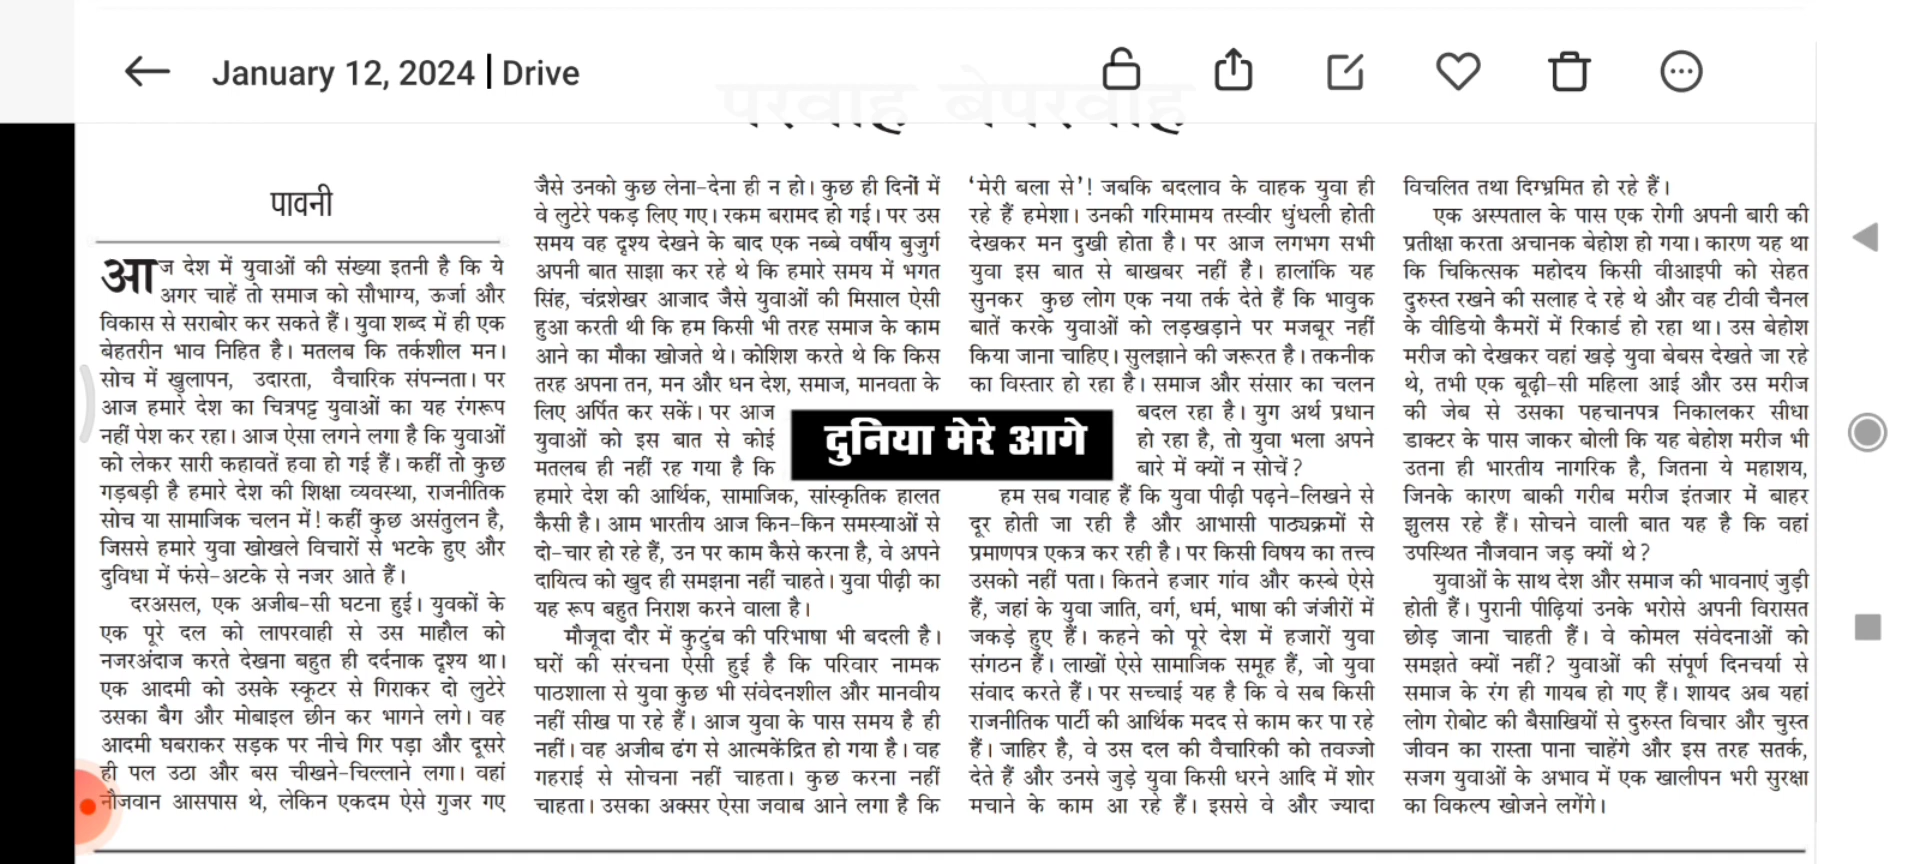 January 12, 2024 | Drive
परवाह बेपरवाह
पावनी
आज देश में युवाओं की संख्या इतनी है कि ये
अगर चाहें तो समाज को सौभाग्य, ऊर्जा और
विकास से सराबोर कर सकते हैं। युवा शब्द में ही एक
बेहतरीन भाव निहित है। मतलब कि तर्कशील मन।
सोच में खुलापन, उदारता, वैचारिक संपन्नता। पर
आज हमारे देश का चित्रपट्ट युवाओं का यह रंगरूप
नहीं पेश कर रहा। आज ऐसा लगने लगा है कि युवाओं
को लेकर सारी कहावतें हवा हो गई हैं। कहीं तो कुछ
गड़बड़ी है हमारे देश की शिक्षा व्यवस्था, राजनीतिक
सोच या सामाजिक चलन में! कहीं कुछ असंतुलन है,
जिससे हमारे युवा खोखले विचारों से भटके हुए और
दुविधा में फंसे-अटके से नजर आते हैं।
दरअसल, एक अजीब-सी घटना हुई। युवकों के
एक पूरे दल को लापरवाही से उस माहौल को
नजरअंदाज करते देखना बहुत ही दर्दनाक दृश्य था।
एक आदमी को उसके स्कूटर से गिराकर दो लुटेरे
उसका बैग और मोबाइल छीन कर भागने लगे। वह
आदमी घबराकर सड़क पर नीचे गिर पड़ा और दूसरे
ही पल उठा और बस चीखने-चिल्लाने लगा। वहां
नौजवान आसपास थे, लेकिन एकदम ऐसे गुजर गए
जैसे उनको कुछ लेना-देना ही न हो। कुछ ही दिनों में
वे लुटेरे पकड़ लिए गए। रकम बरामद हो गई। पर उस
समय वह दृश्य देखने के बाद एक नब्बे वर्षीय बुजुर्ग
अपनी बात साझा कर रहे थे कि हमारे समय में भगत
सिंह, चंद्रशेखर आजाद जैसे युवाओं की मिसाल ऐसी
हुआ करती थी कि हम किसी भी तरह समाज के काम
आने का मौका खोजते थे। कोशिश करते थे कि किस
तरह अपना तन, मन और धन देश, समाज, मानवता के
लिए अर्पित कर सकें। पर आज
युवाओं को इस बात से कोई
मतलब ही नहीं रह गया है कि
हमारे देश की आर्थिक, सामाजिक, सांस्कृतिक हालत
कैसी है। आम भारतीय आज किन-किन समस्याओं से
दो-चार हो रहे हैं, उन पर काम कैसे करना है, वे अपने
दायित्व को खुद ही समझना नहीं चाहते। युवा पीढ़ी का
यह रूप बहुत निराश करने वाला है।
मौजूदा दौर में कुटुंब की परिभाषा भी बदली है।
घरों की संरचना ऐसी हुई है कि परिवार नामक
पाठशाला से युवा कुछ भी संवेदनशील और मानवीय
नहीं सीख पा रहे हैं। आज युवा के पास समय है ही
नहीं। वह अजीब ढंग से आत्मकेंद्रित हो गया है। वह
गहराई से सोचना नहीं चाहता। कुछ करना नहीं
चाहता। उसका अक्सर ऐसा जवाब आने लगा है कि
दुनिया मेरे आगे
‘मेरी बला से’! जबकि बदलाव के वाहक युवा ही
रहे हैं हमेशा। उनकी गरिमामय तस्वीर धुंधली होती
देखकर मन दुखी होता है। पर आज लगभग सभी
युवा इस बात से बाखबर नहीं हैं। हालांकि यह
सुनकर कुछ लोग एक नया तर्क देते हैं कि भावुक
बातें करके युवाओं को लड़खड़ाने पर मजबूर नहीं
किया जाना चाहिए। सुलझाने की जरूरत है। तकनीक
का विस्तार हो रहा है। समाज और संसार का चलन
बदल रहा है। युग अर्थ प्रधान
हो रहा है, तो युवा भला अपने
बारे में क्यों न सोचें?
हम सब गवाह हैं कि युवा पीढ़ी पढ़ने-लिखने से
दूर होती जा रही है और आभासी पाठ्यक्रमों से
प्रमाणपत्र एकत्र कर रही है। पर किसी विषय का तत्त्व
उसको नहीं पता। कितने हजार गांव और कस्बे ऐसे
हैं, जहां के युवा जाति, वर्ग, धर्म, भाषा की जंजीरों में
जकड़े हुए हैं। कहने को पूरे देश में हजारों युवा
संगठन हैं। लाखों ऐसे सामाजिक समूह हैं, जो युवा
संवाद करते हैं। पर सच्चाई यह है कि वे सब किसी
राजनीतिक पार्टी की आर्थिक मदद से काम कर पा रहे
हैं। जाहिर है, वे उस दल की वैचारिकी को तवज्जो
देते हैं और उनसे जुड़े युवा किसी धरने आदि में शोर
मचाने के काम आ रहे हैं। इससे वे और ज्यादा
विचलित तथा दिग्भ्रमित हो रहे हैं।
एक अस्पताल के पास एक रोगी अपनी बारी की
प्रतीक्षा करता अचानक बेहोश हो गया। कारण यह था
कि चिकित्सक महोदय किसी वीआइपी को सेहत
दुरुस्त रखने की सलाह दे रहे थे और वह टीवी चैनल
के वीडियो कैमरों में रिकार्ड हो रहा था। उस बेहोश
मरीज को देखकर वहां खड़े युवा बेबस देखते जा रहे
थे, तभी एक बूढ़ी-सी महिला आई और उस मरीज
की जेब से उसका पहचानपत्र निकालकर सीधा
डाक्टर के पास जाकर बोली कि यह बेहोश मरीज भी
उतना ही भारतीय नागरिक है, जितना ये महाशय,
जिनके कारण बाकी गरीब मरीज इंतजार में बाहर
झुलस रहे हैं। सोचने वाली बात यह है कि वहां
उपस्थित नौजवान जड़ क्यों थे?
युवाओं के साथ देश और समाज की भावनाएं जुड़ी
होती हैं। पुरानी पीढ़ियां उनके भरोसे अपनी विरासत
छोड़ जाना चाहती हैं। वे कोमल संवेदनाओं को
समझते क्यों नहीं? युवाओं की संपूर्ण दिनचर्या से
समाज के रंग ही गायब हो गए हैं। शायद अब यहां
लोग रोबोट की बैसाखियों से दुरुस्त विचार और चुस्त
जीवन का रास्ता पाना चाहेंगे और इस तरह सतर्क,
सजग युवाओं के अभाव में एक खालीपन भरी सुरक्षा
का विकल्प खोजने लगेंगे।